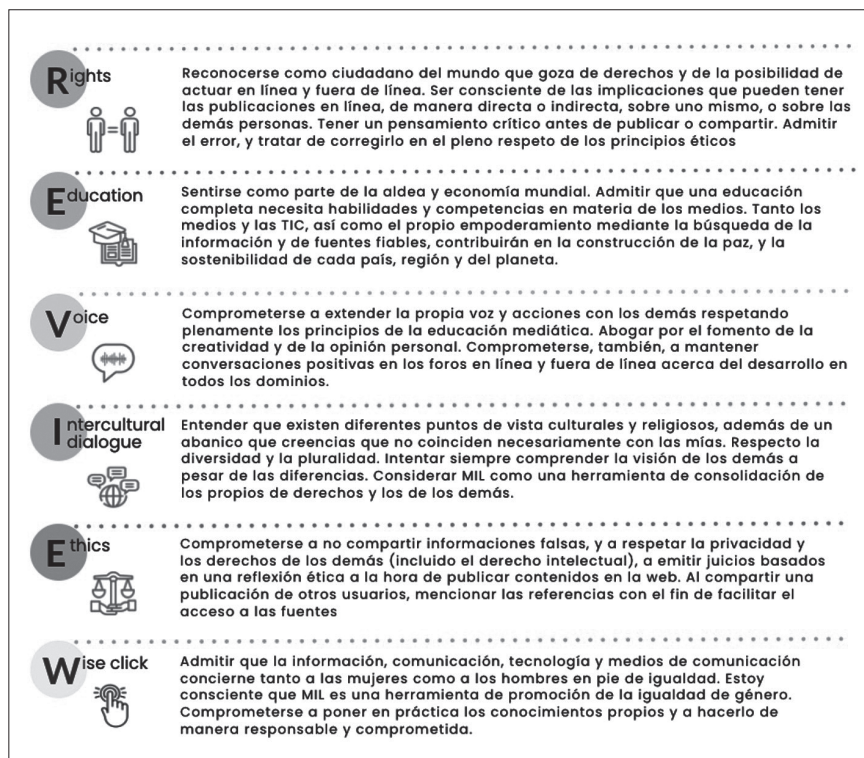 Rights
Reconocerse como ciudadano del mundo que goza de derechos y de la posibilidad de
actuar en línea y fuera de línea. Ser consciente de las implicaciones que pueden tener
las publicaciones en línea, de manera directa o indirecta, sobre uno mismo, o sobre las
demás personas. Tener un pensamiento crítico antes de publicar o compartir. Admitir
el error, y tratar de corregirlo en el pleno respeto de los principios éticos
Education
Sentirse como parte de la aldea y economía mundial. Admitir que una educación
completa necesita habilidades y competencias en materia de los medios. Tanto los
medios y las TIC, así como el propio empoderamiento mediante la búsqueda de la
información y de fuentes fiables, contribuirán en la construcción de la paz, y la
sostenibilidad de cada país, región y del planeta.
Voice
Comprometerse a extender la propia voz y acciones con los demás respetando
plenamente los principios de la educación mediática. Abogar por el fomento de la
creatividad y de la opinión personal. Comprometerse, también, a mantener
conversaciones positivas en los foros en línea y fuera de línea acerca del desarrollo en
todos los dominios.
Intercultural
dialogue
Entender que existen diferentes puntos de vista culturales y religiosos, además de un
abanico que creencias que no coinciden necesariamente con las mías. Respecto la
diversidad y la pluralidad. Intentar siempre comprender la visión de los demás a
pesar de las diferencias. Considerar MIL como una herramienta de consolidación de
los propios de derechos y los de los demás.
Ethics
Comprometerse a no compartir informaciones falsas, y a respetar la privacidad y
los derechos de los demás (incluido el derecho intelectual), a emitir juicios basados
en una reflexión ética a la hora de publicar contenidos en la web. Al compartir una
publicación de otros usuarios, mencionar las referencias con el fin de facilitar el
acceso a las fuentes
Wise click
Admitir que la información, comunicación, tecnología y medios de comunicación
concierne tanto a las mujeres como a los hombres en pie de igualdad. Estoy
consciente que MIL es una herramienta de promoción de la igualdad de género.
Comprometerse a poner en práctica los conocimientos propios y a hacerlo de
manera responsable y comprometida.